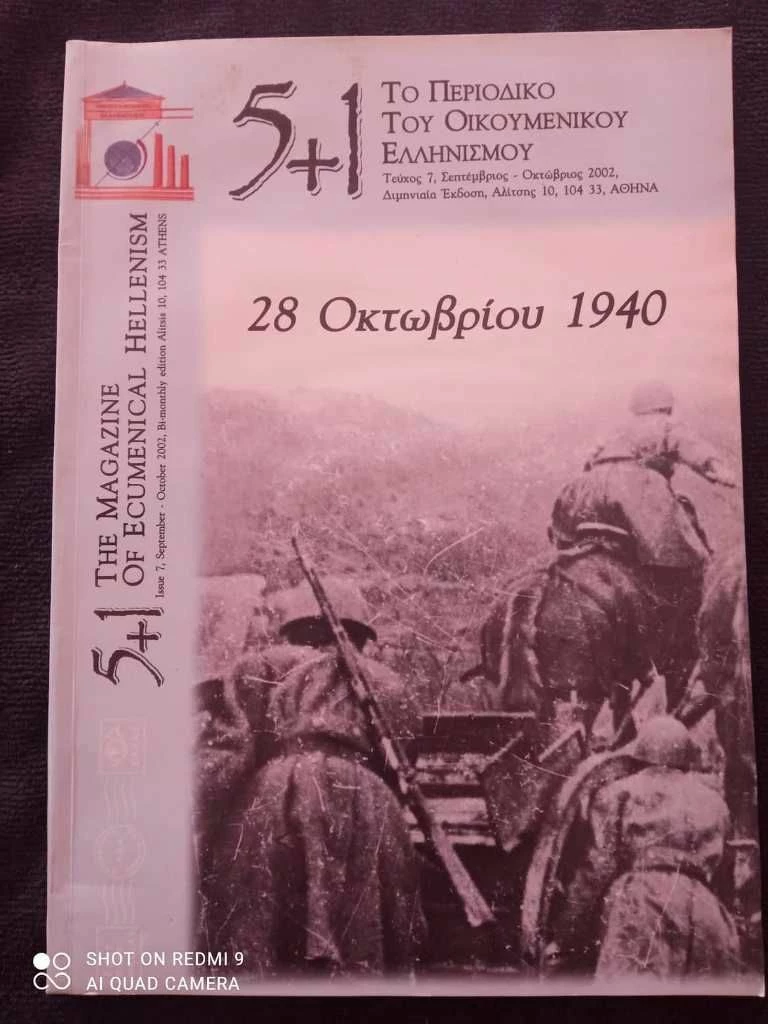 5+1
ΤΟ ΠΕΡΙΟΔΙΚΟ
ΤΟΥ ΟΙΚΟΥΜΕΝΙΚΟΥ
ΕΛΛΗΝΙΣΜΟΥ
Τεύχος 7, Σεπτέμβριος - Οκτώβριος 2002,
Διμηνιαία Έκδοση, Αλίτσης 10, 104 33, ΑΘΗΝΑ
28 Οκτωβρίου 1940
5+1
THE MAGAZINE
OF ECUMENICAL HELLENISM
Issue 7, September - October 2002, Bi-monthly edition Alitsis 10, 104 33 ATHENS
SHOT ON REDMI 9
AI QUAD CAMERA